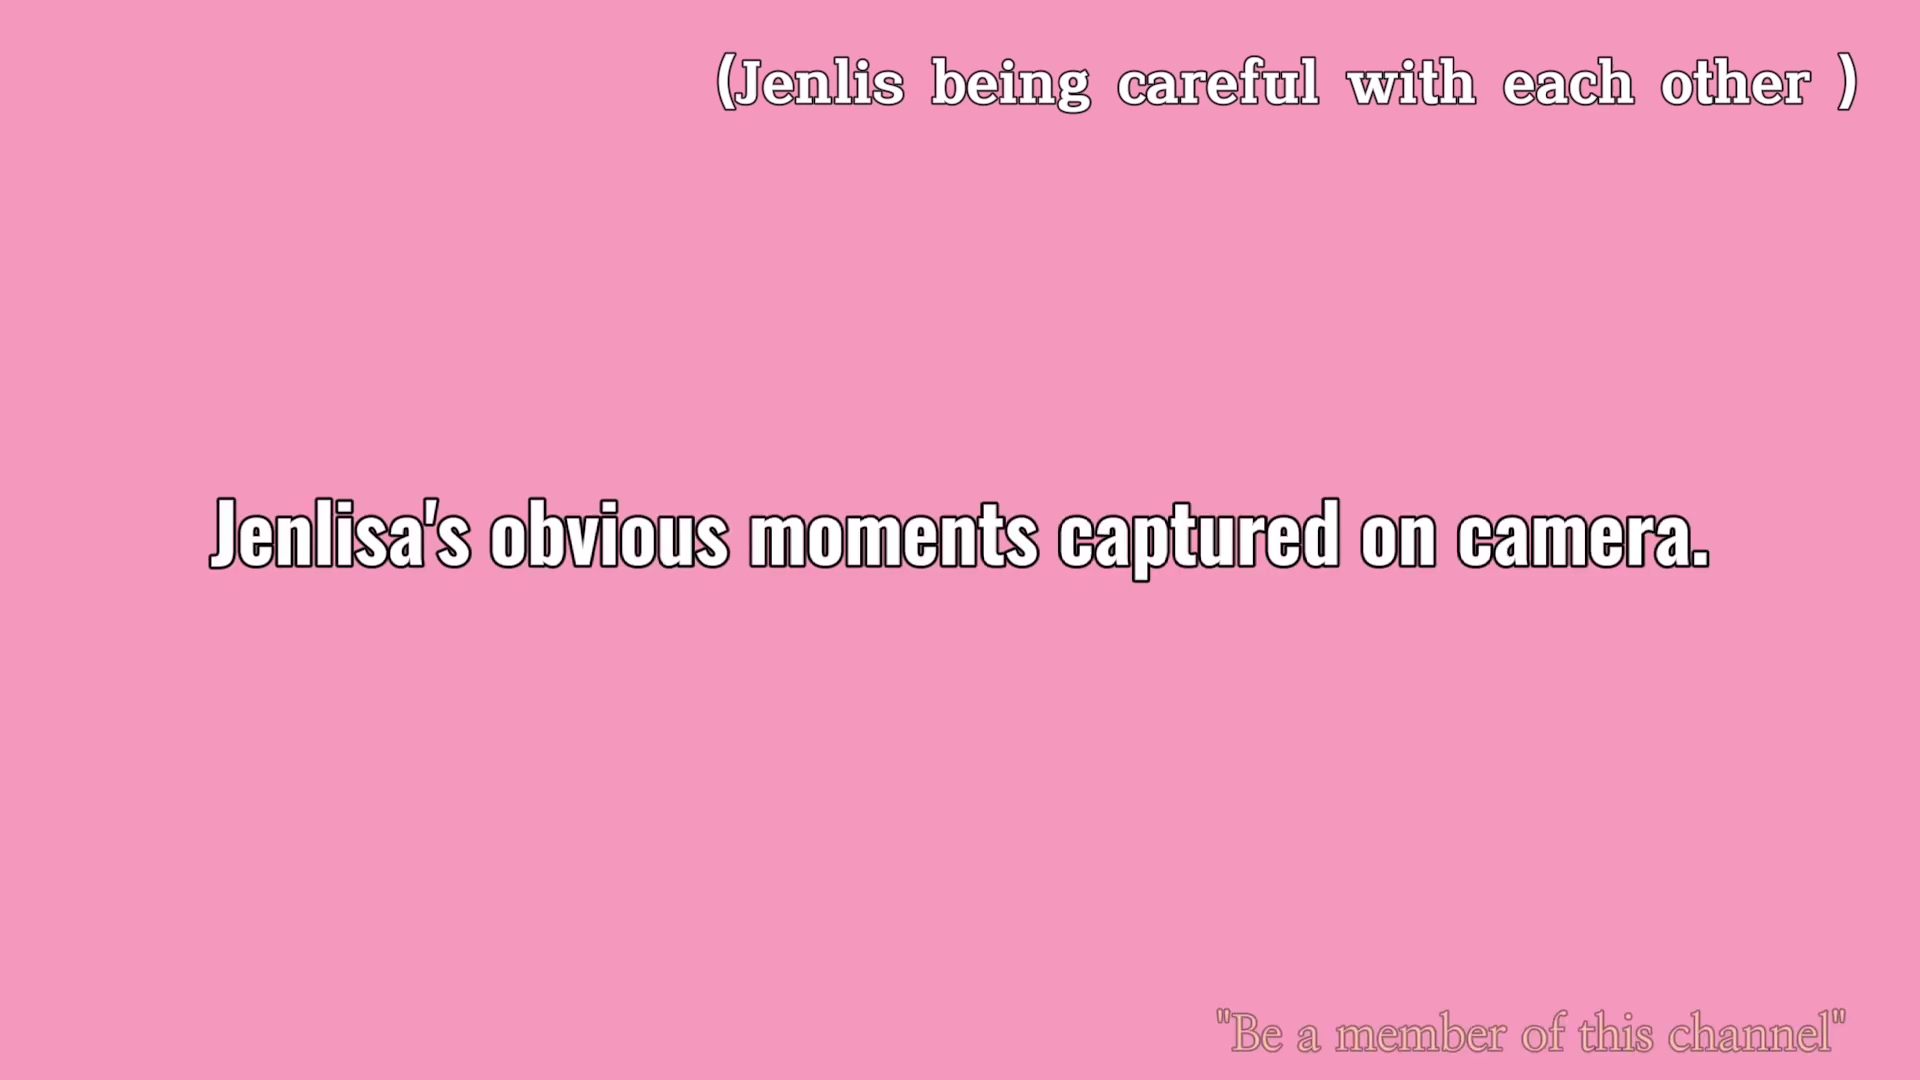 (Jenlis being careful with each other )
Jenlisa's obvious moments captured on camera.
"Be a member of this channel"